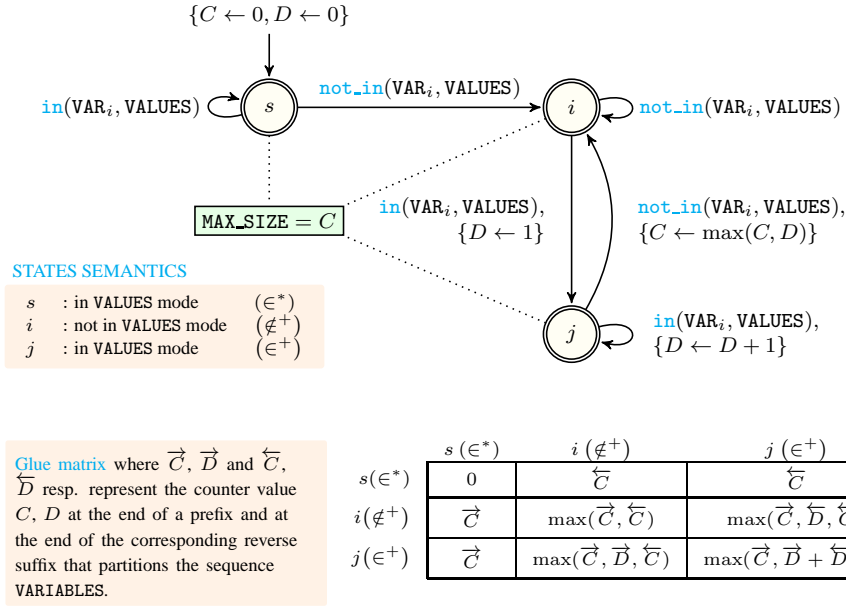 {C ← 0, D ← 0}
in(VAR_i, VALUES)
s
not_in(VAR_i, VALUES)
i
not_in(VAR_i, VALUES)
MAX_SIZE = C
in(VAR_i, VALUES),
{D ← 1}
not_in(VAR_i, VALUES),
{C ← max(C, D)}
STATES SEMANTICS
s : in VALUES mode (∈*)
i : not in VALUES mode (∉+)
j : in VALUES mode (∈+)
j
in(VAR_i, VALUES),
{D ← D + 1}
Glue matrix where C→, D→ and C←,
D← resp. represent the counter value
C, D at the end of a prefix and at
the end of the corresponding reverse
suffix that partitions the sequence
VARIABLES.
s (∈*) i (∉+) j (∈+)
s(∈*) 0 C← C←
i(∉+) C→ max(C→, C←) max(C→, D←,
j(∈+) C→ max(C→, D→, C←) max(C→, D→ + D